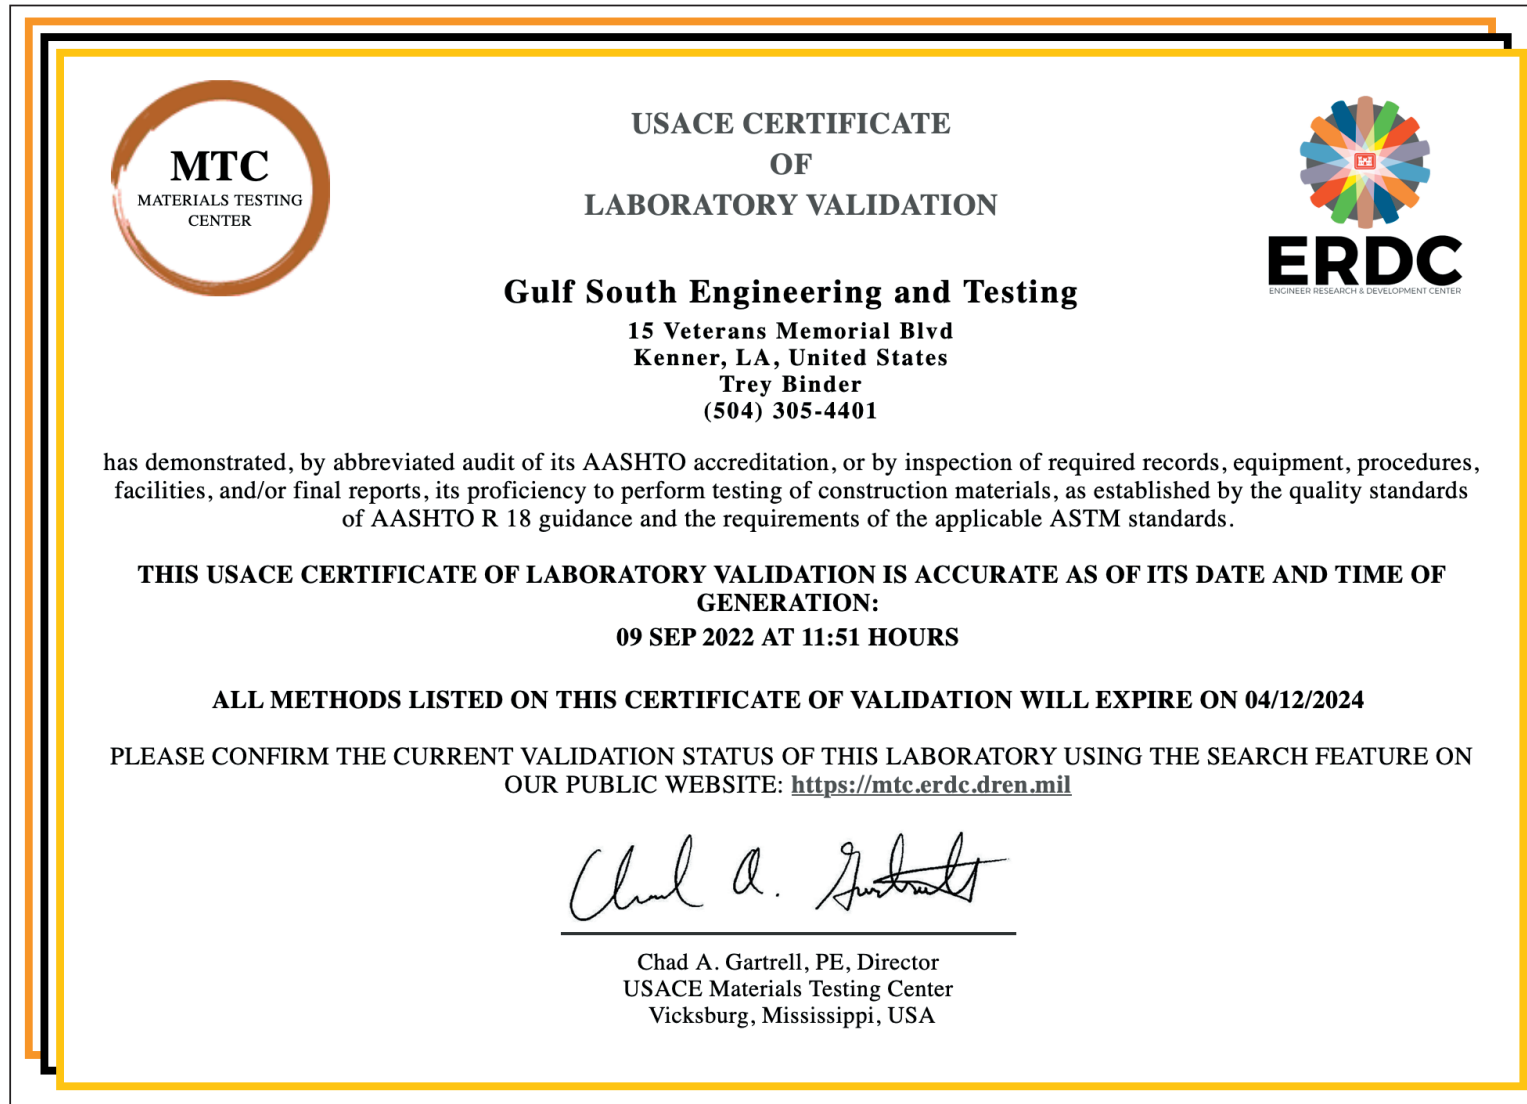 MTC
MATERIALS TESTING
CENTER
USACE CERTIFICATE
OF
LABORATORY VALIDATION
ERDC
ENGINEER RESEARCH & DEVELOPMENT CENTER
Gulf South Engineering and Testing
15 Veterans Memorial Blvd
Kenner, LA, United States
Trey Binder
(504) 305-4401
has demonstrated, by abbreviated audit of its AASHTO accreditation, or by inspection of required records, equipment, procedures,
facilities, and/or final reports, its proficiency to perform testing of construction materials, as established by the quality standards
of AASHTO R 18 guidance and the requirements of the applicable ASTM standards.
THIS USACE CERTIFICATE OF LABORATORY VALIDATION IS ACCURATE AS OF ITS DATE AND TIME OF
GENERATION:
09 SEP 2022 AT 11:51 HOURS
ALL METHODS LISTED ON THIS CERTIFICATE OF VALIDATION WILL EXPIRE ON 04/12/2024
PLEASE CONFIRM THE CURRENT VALIDATION STATUS OF THIS LABORATORY USING THE SEARCH FEATURE ON
OUR PUBLIC WEBSITE: https://mtc.erdc.dren.mil
Chad A. Gartrell, PE, Director
USACE Materials Testing Center
Vicksburg, Mississippi, USA